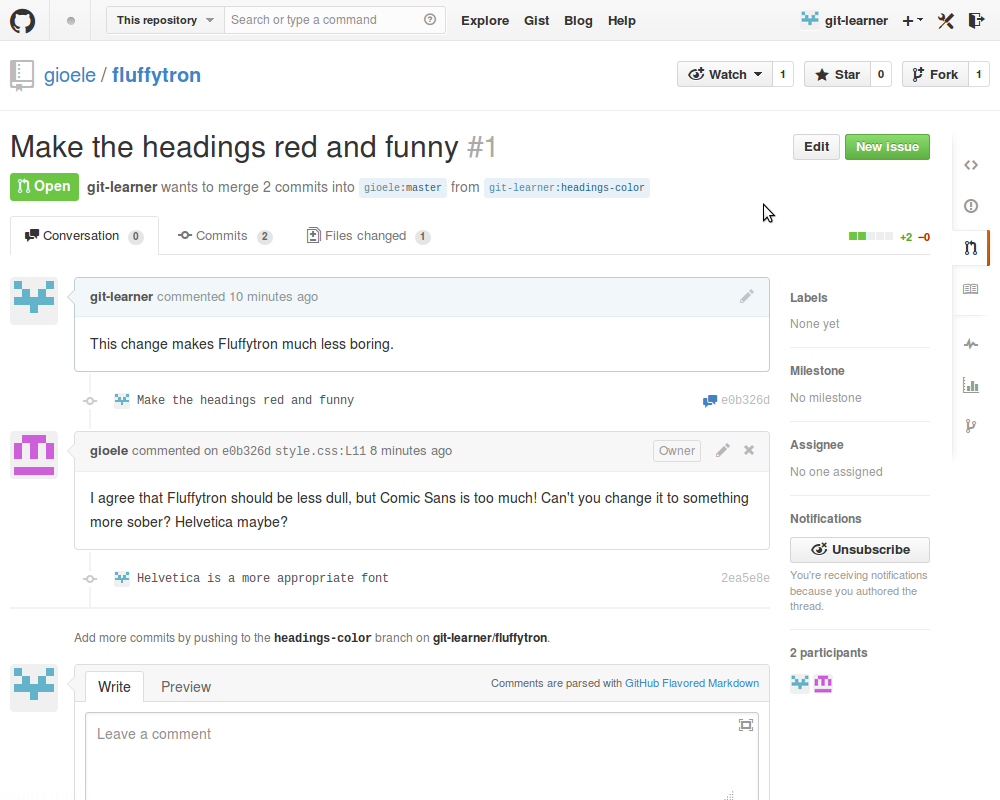 This repository Search or type a command Explore Gist Blog Help git-learner
gioele / fluffytron Watch 1 Star 0 Fork 1
Make the headings red and funny #1 Edit New issue
Open git-learner wants to merge 2 commits into gioele:master from git-learner:headings-color
Conversation 0 Commits 2 Files changed 1 +2 −0
git-learner commented 10 minutes ago
This change makes Fluffytron much less boring.
Make the headings red and funny e0b326d
gioele commented on e0b326d style.css:L11 8 minutes ago Owner
I agree that Fluffytron should be less dull, but Comic Sans is too much! Can't you change it to something
more sober? Helvetica maybe?
Helvetica is a more appropriate font 2ea5e8e
Add more commits by pushing to the headings-color branch on git-learner/fluffytron.
Write Preview Comments are parsed with GitHub Flavored Markdown
Leave a comment
Labels
None yet
Milestone
No milestone
Assignee
No one assigned
Notifications
Unsubscribe
You're receiving notifications
because you authored the
thread.
2 participants